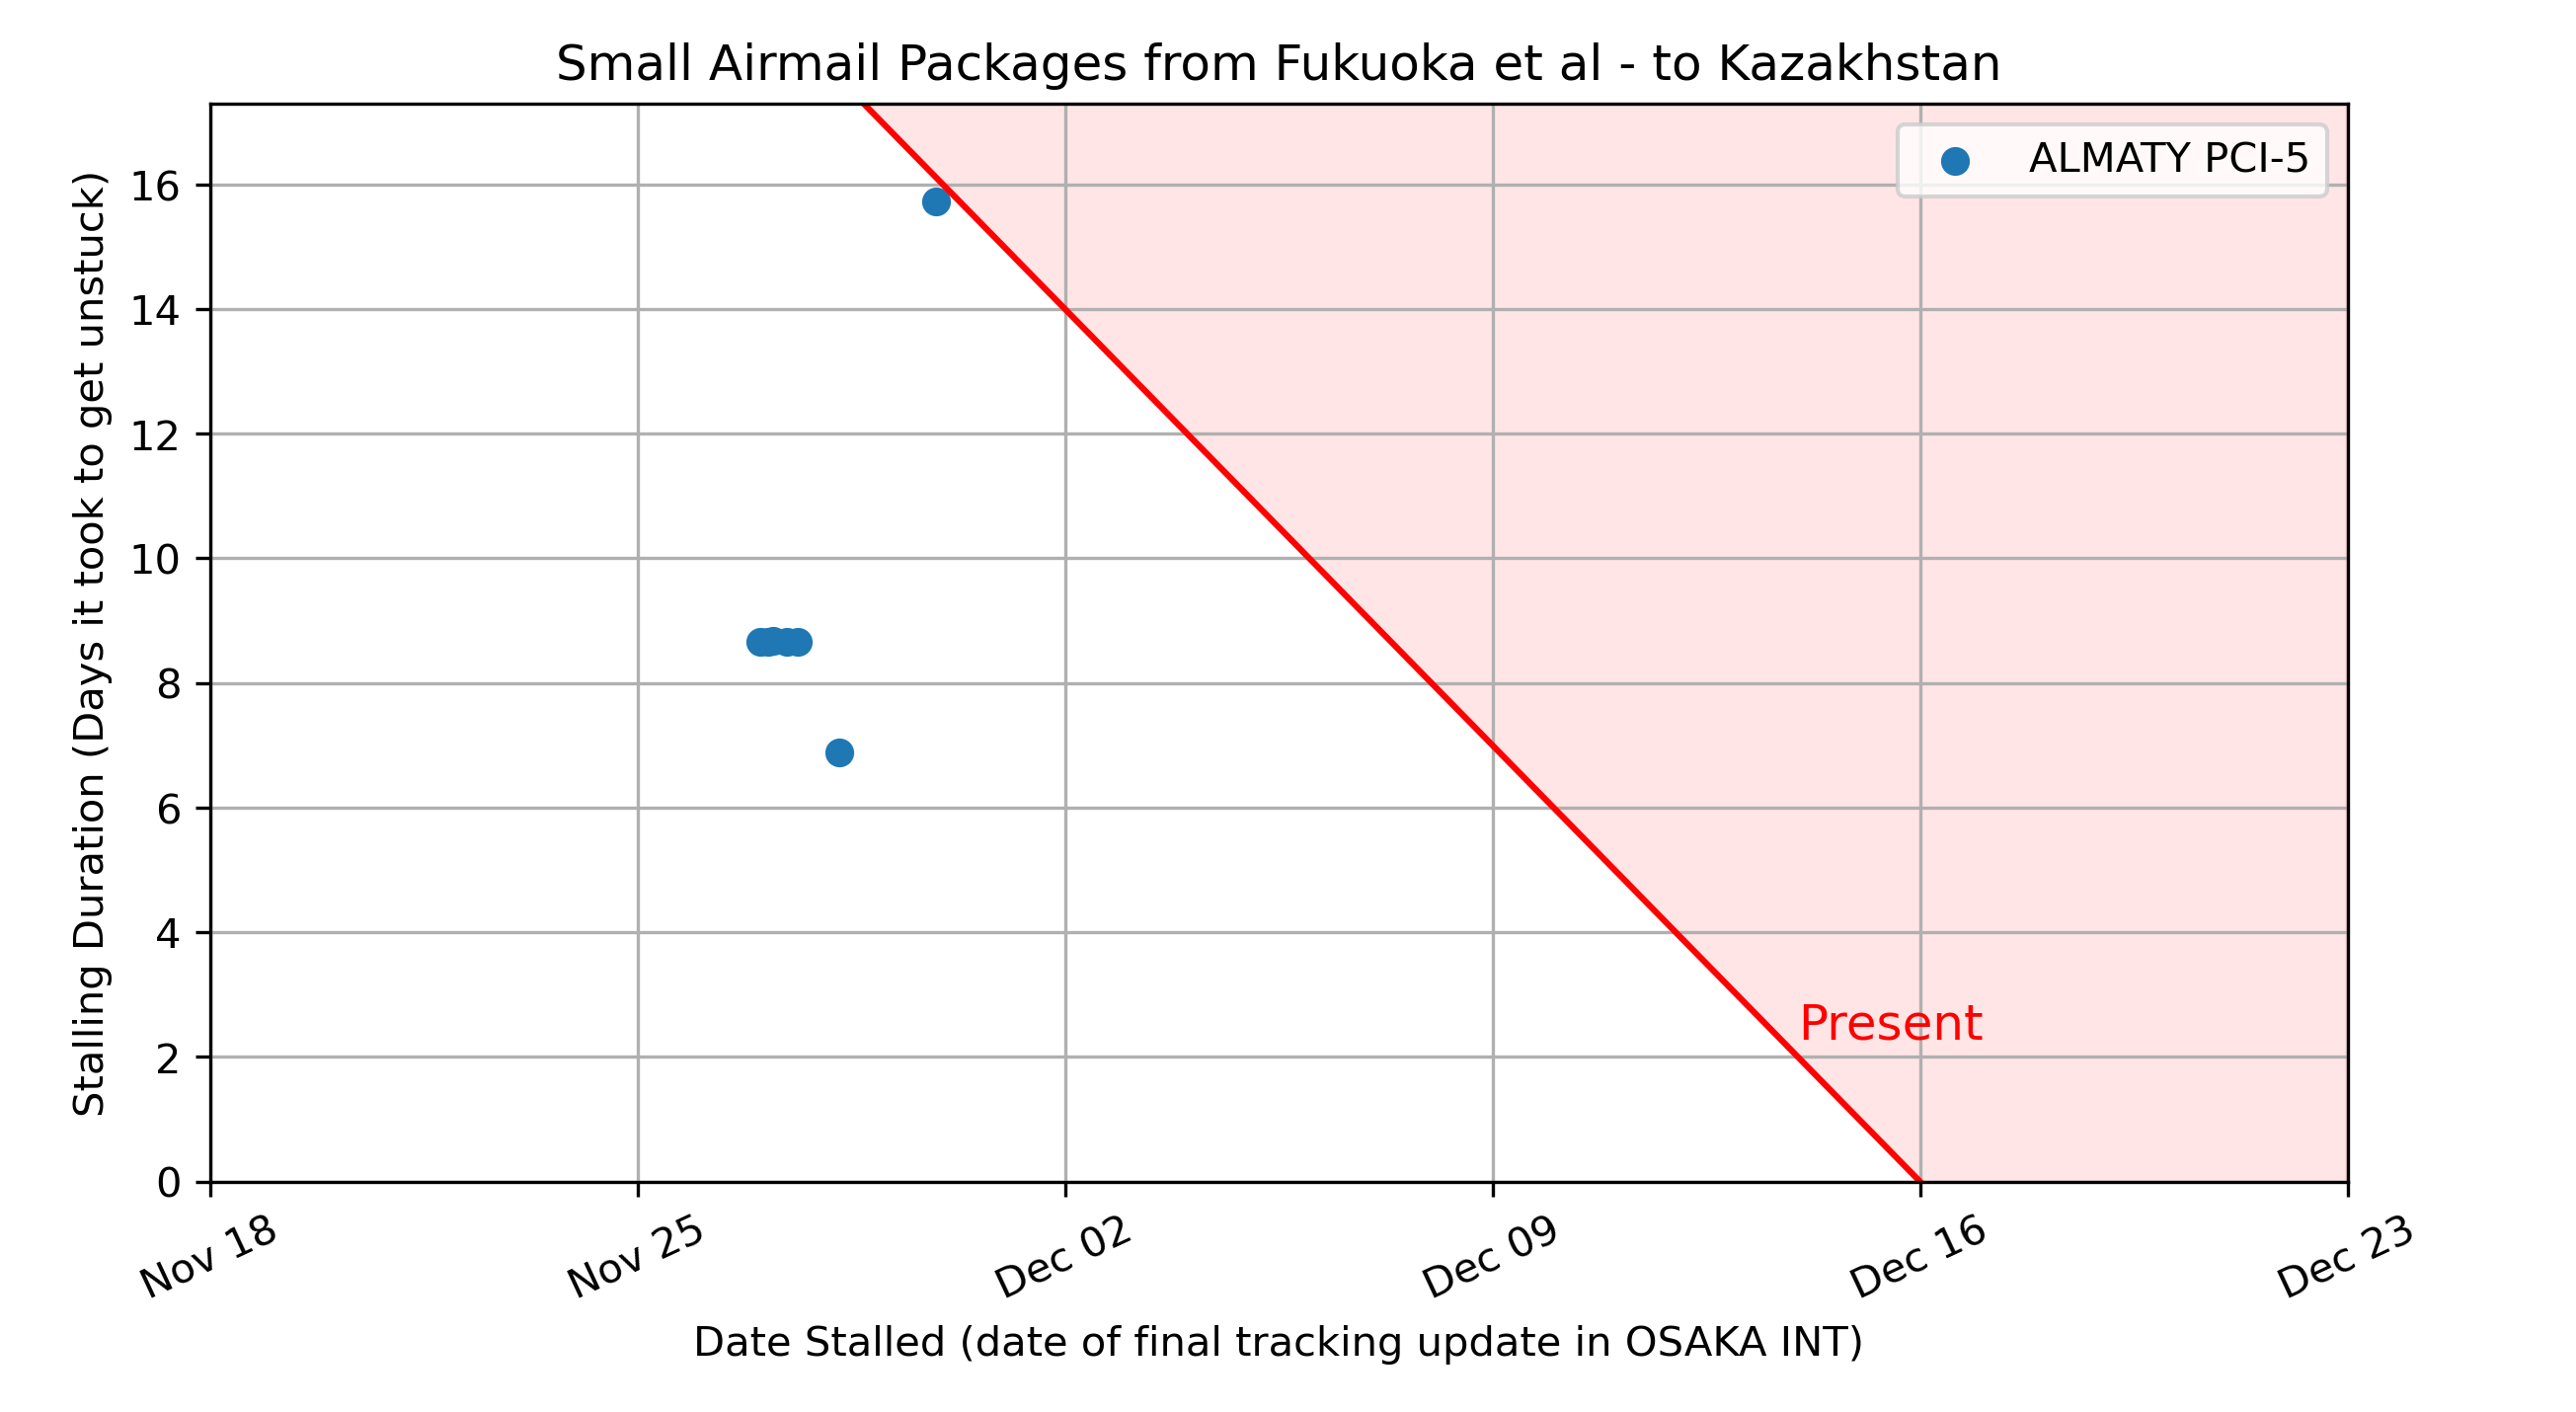 Small Airmail Packages from Fukuoka et al - to Kazakhstan
ALMATY PCI-5
Stalling Duration (Days it took to get unstuck)
16
14
12
10
8
6
4
2
0
Present
Nov 18
Nov 25
Dec 02
Dec 09
Dec 16
Dec 23
Date Stalled (date of final tracking update in OSAKA INT)